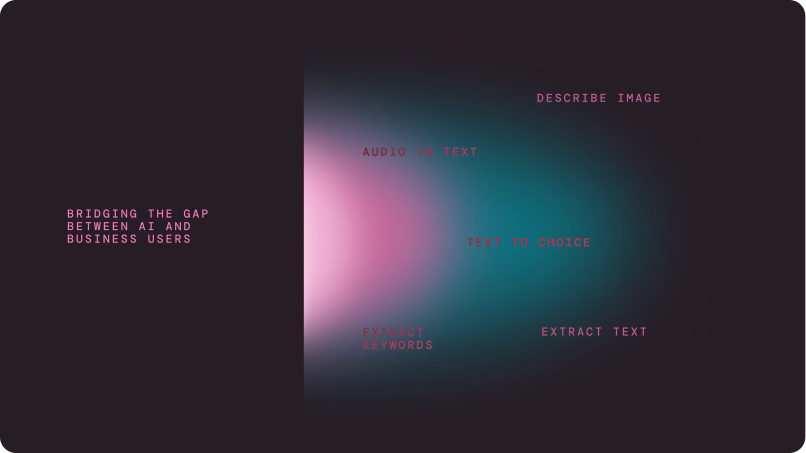 DESCRIBE IMAGE
AUDIO TO TEXT
BRIDGING THE GAP
BETWEEN AI AND
BUSINESS USERS
TEXT TO CHOICE
EXTRACT
KEYWORDS
EXTRACT TEXT